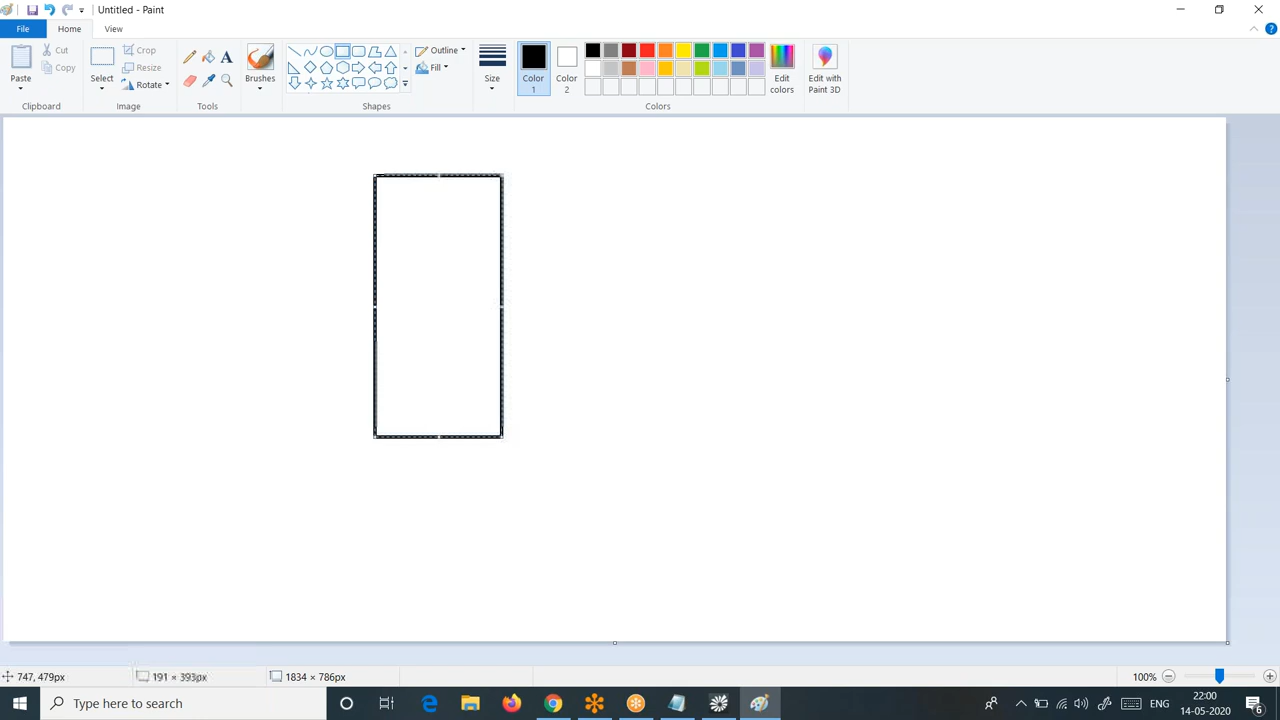 Untitled - Paint
File
Home
View
Paste
Cut
Copy
Clipboard
Select
Crop
Resize
Rotate
Image
A
Tools
Brushes
Outline
Fill
Shapes
Size
Color
1
Color
2
Edit
colors
Colors
Edit with
Paint 3D
747, 479px
191 × 393px
1834 × 786px
100%
Type here to search
ENG
22:00
14-05-2020
6